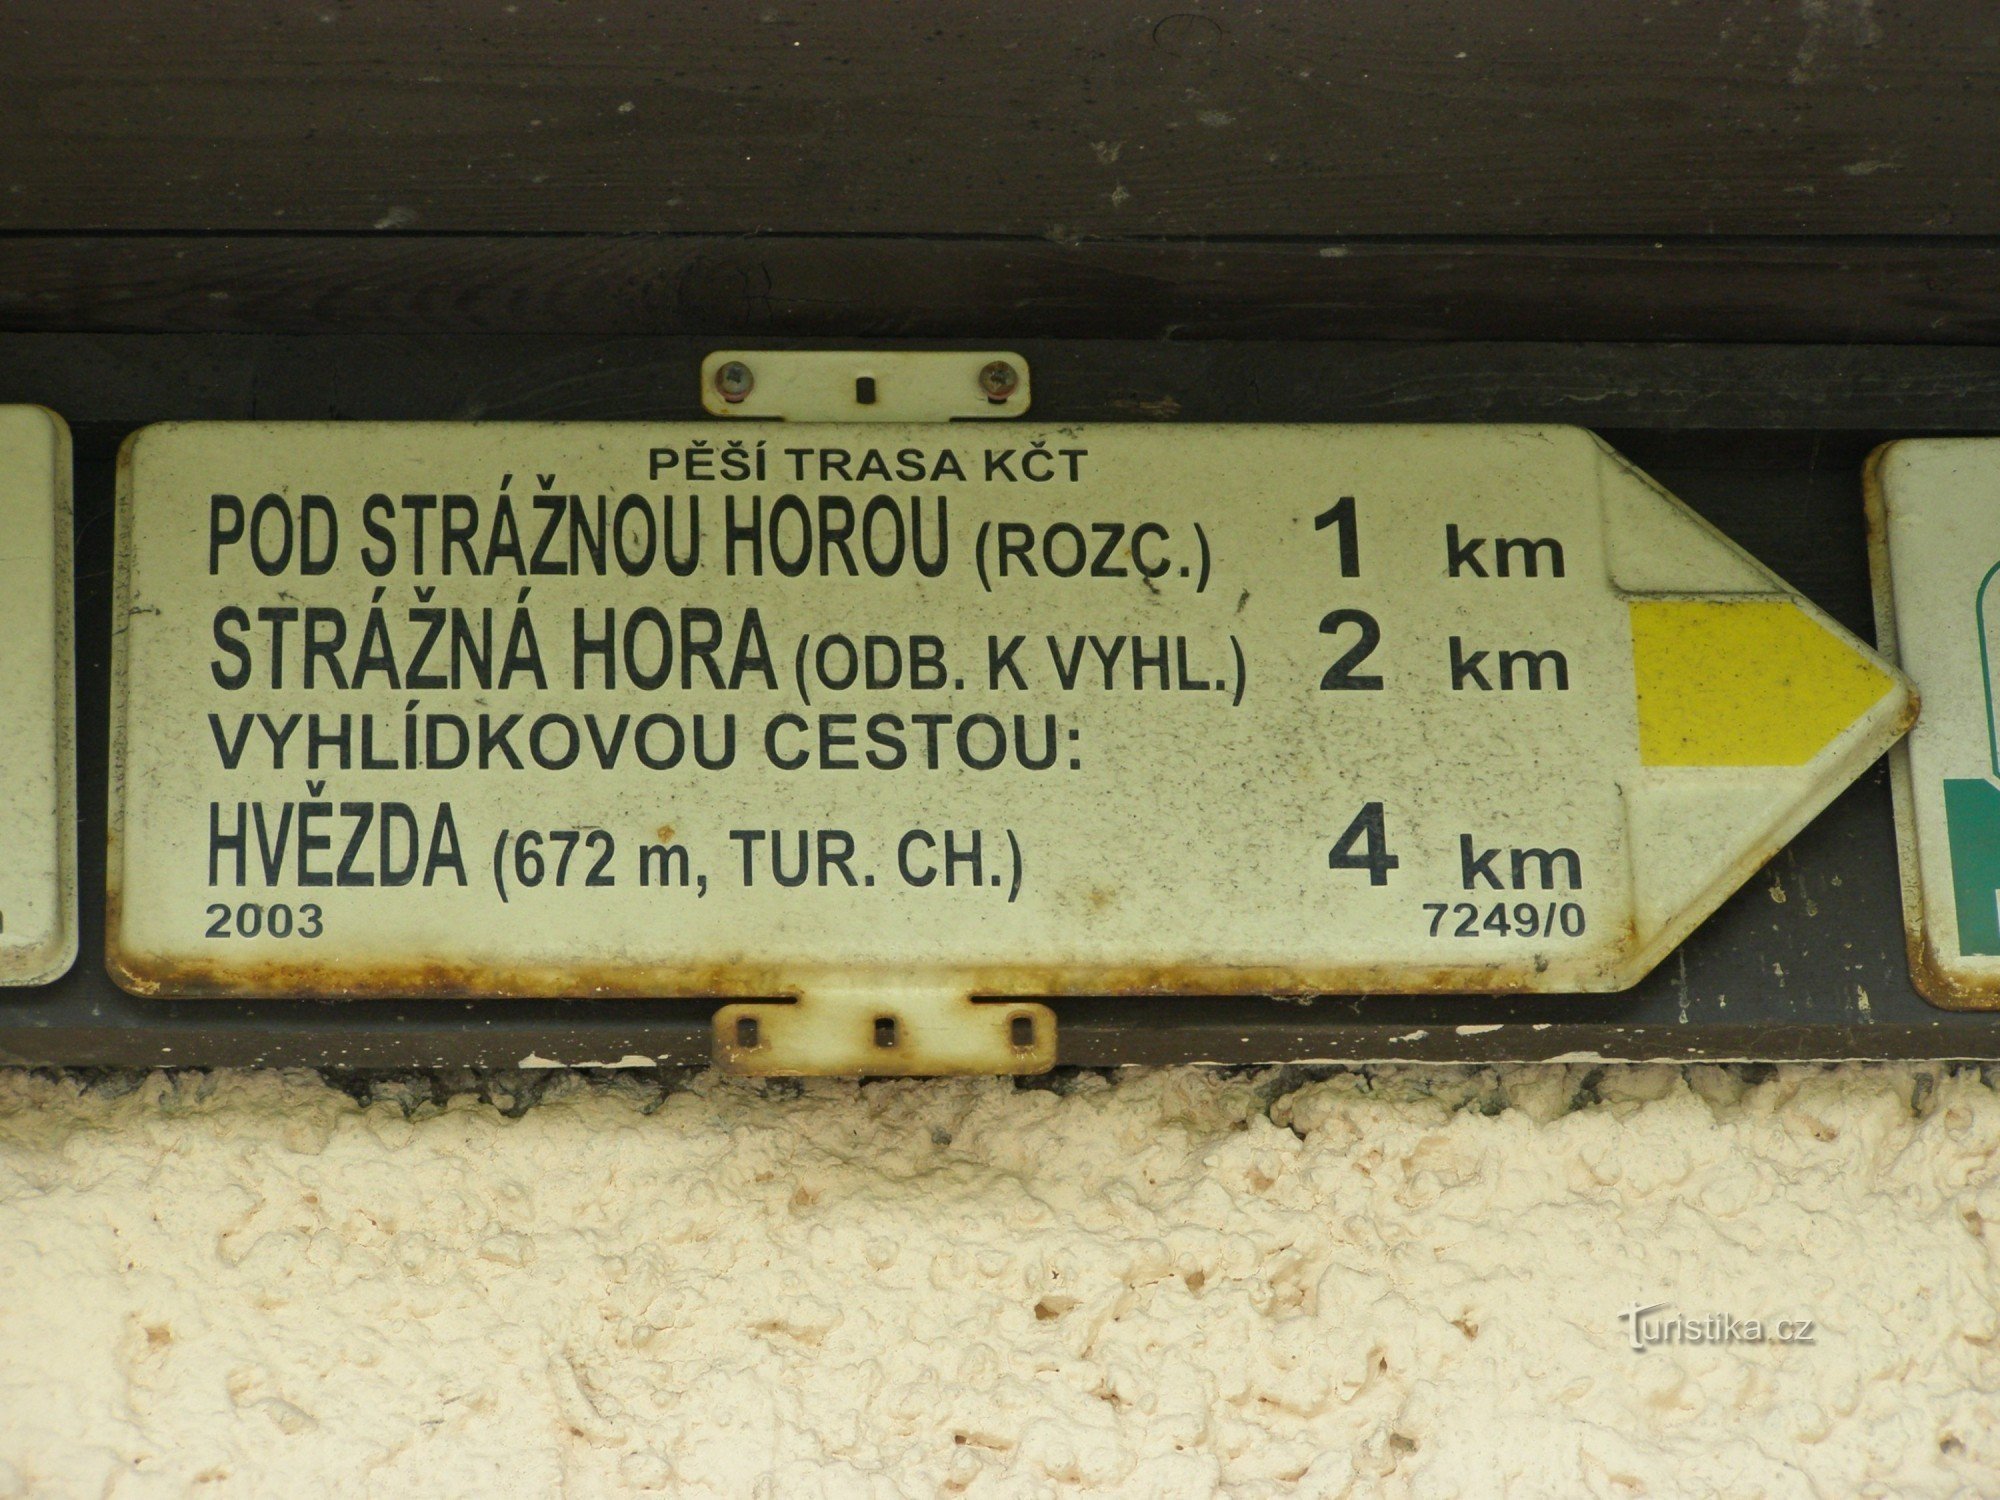 PĚŠÍ TRASA KČT
POD STRÁŽNOU HOROU (ROZC.) 1 km
STRÁŽNÁ HORA (ODB. K VYHL.) 2 km
VYHLÍDKOVOU CESTOU:
HVĚZDA (672 m, TUR. CH.) 4 km
2003 7249/0
Turistika.cz